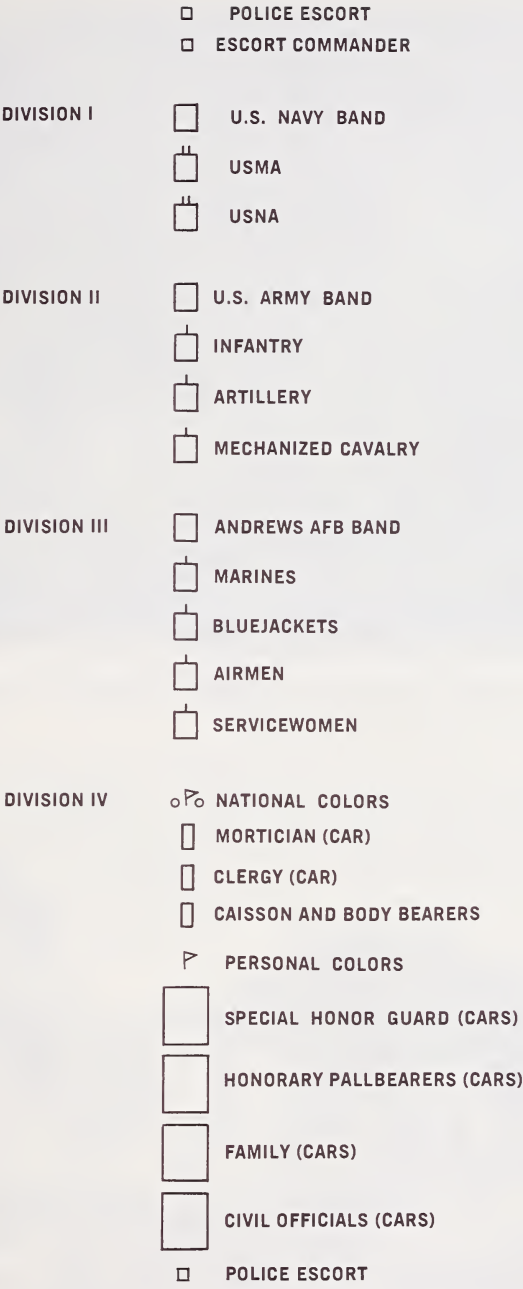 POLICE ESCORT
ESCORT COMMANDER
DIVISION I
U.S. NAVY BAND
USMA
USNA
DIVISION II
U.S. ARMY BAND
INFANTRY
ARTILLERY
MECHANIZED CAVALRY
DIVISION III
ANDREWS AFB BAND
MARINES
BLUEJACKETS
AIRMEN
SERVICEWOMEN
DIVISION IV
NATIONAL COLORS
MORTICIAN (CAR)
CLERGY (CAR)
CAISSON AND BODY BEARERS
PERSONAL COLORS
SPECIAL HONOR GUARD (CARS)
HONORARY PALLBEARERS (CARS)
FAMILY (CARS)
CIVIL OFFICIALS (CARS)
POLICE ESCORT